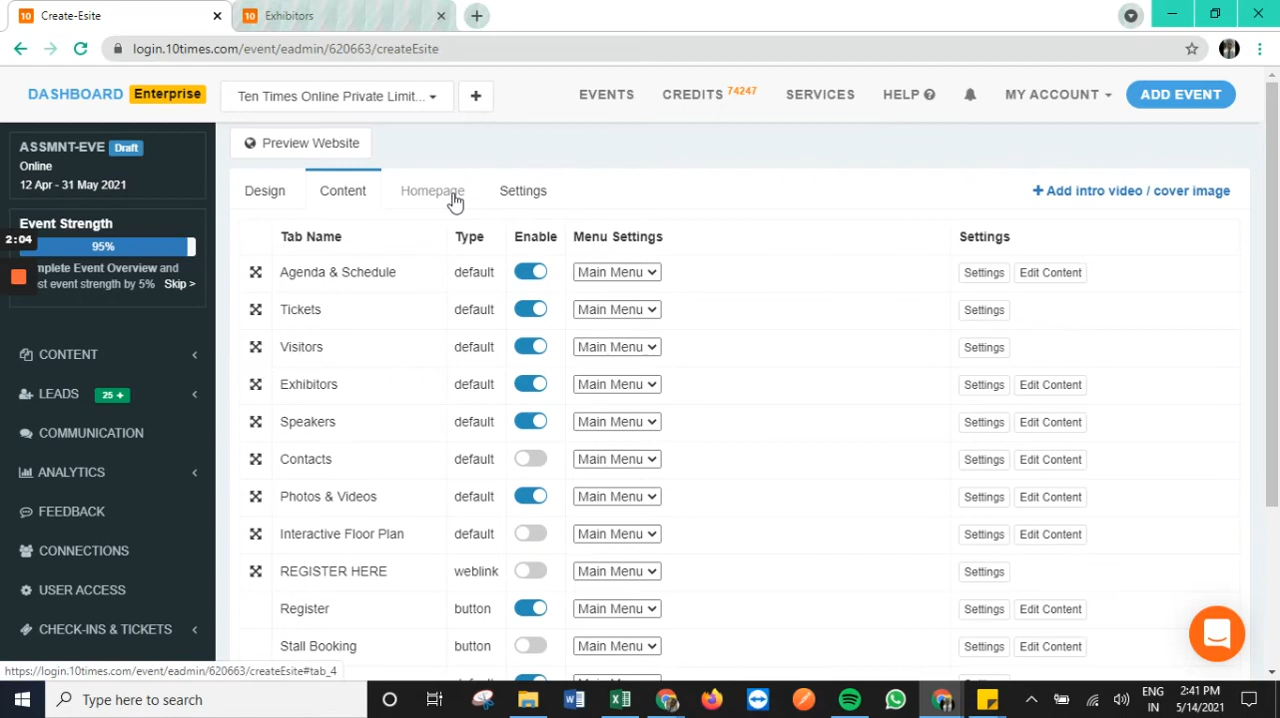 Create-Esite
Exhibitors
login.10times.com/event/eadmin/620663/createEsite
DASHBOARD Enterprise
Ten Times Online Private Limit...
EVENTS
CREDITS 74247
SERVICES
HELP
MY ACCOUNT
ADD EVENT
ASSMNT-EVE Draft
Online
12 Apr - 31 May 2021
Event Strength
2:04
95%
mplete Event Overview and
st event strength by 5% Skip >
CONTENT
LEADS 25 +
COMMUNICATION
ANALYTICS
FEEDBACK
CONNECTIONS
USER ACCESS
CHECK-INS & TICKETS
Preview Website
Design Content Homepage Settings
Add intro video / cover image
Tab Name Type Enable Menu Settings Settings
Agenda & Schedule default Main Menu Settings Edit Content
Tickets default Main Menu Settings
Visitors default Main Menu Settings
Exhibitors default Main Menu Settings Edit Content
Speakers default Main Menu Settings Edit Content
Contacts default Main Menu Settings Edit Content
Photos & Videos default Main Menu Settings Edit Content
Interactive Floor Plan default Main Menu Settings Edit Content
REGISTER HERE weblink Main Menu Settings
Register button Main Menu Settings Edit Content
Stall Booking button Main Menu Settings Edit Content
https://login.10times.com/event/eadmin/620663/createEsite#tab_4
Type here to search
ENG
IN
2:41 PM
5/14/2021